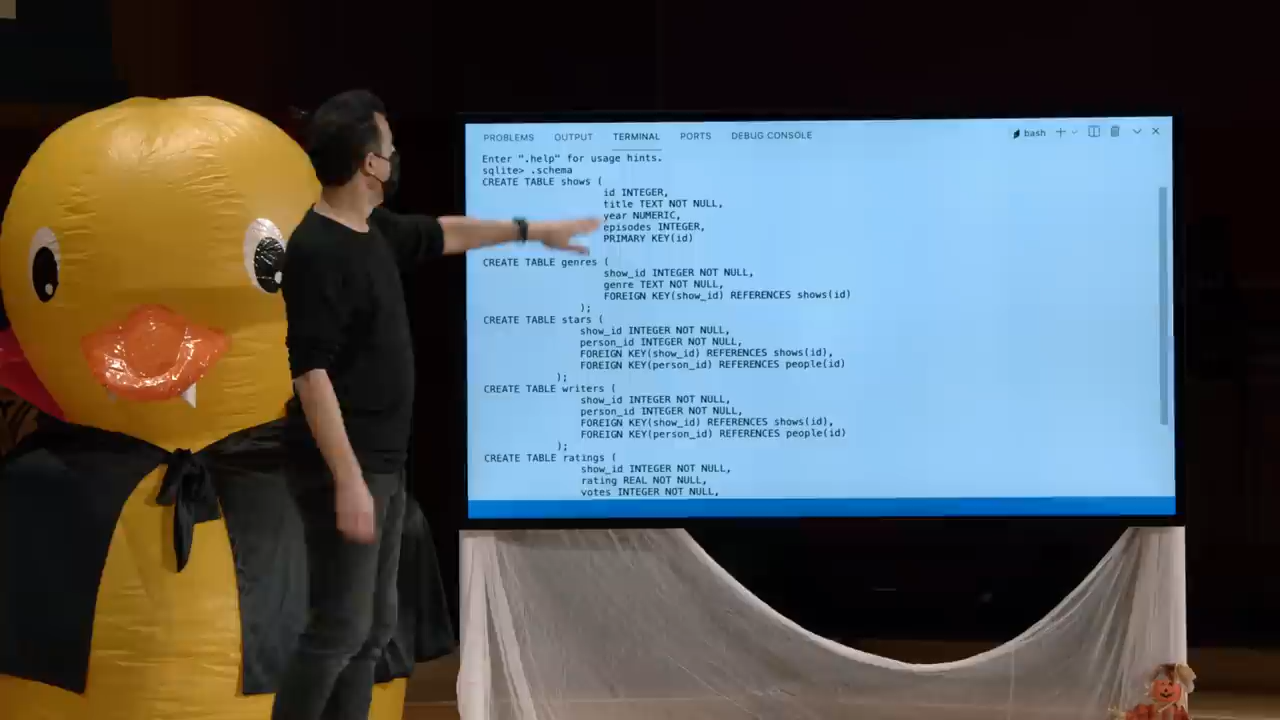 PROBLEMS OUTPUT TERMINAL PORTS DEBUG CONSOLE bash
Enter ".help" for usage hints.
sqlite> .schema
CREATE TABLE shows (
id INTEGER,
title TEXT NOT NULL,
year NUMERIC,
episodes INTEGER,
PRIMARY KEY(id)
CREATE TABLE genres (
show_id INTEGER NOT NULL,
genre TEXT NOT NULL,
FOREIGN KEY(show_id) REFERENCES shows(id)
);
CREATE TABLE stars (
show_id INTEGER NOT NULL,
person_id INTEGER NOT NULL,
FOREIGN KEY(show_id) REFERENCES shows(id),
FOREIGN KEY(person_id) REFERENCES people(id)
);
CREATE TABLE writers (
show_id INTEGER NOT NULL,
person_id INTEGER NOT NULL,
FOREIGN KEY(show_id) REFERENCES shows(id),
FOREIGN KEY(person_id) REFERENCES people(id)
);
CREATE TABLE ratings (
show_id INTEGER NOT NULL,
rating REAL NOT NULL,
votes INTEGER NOT NULL,